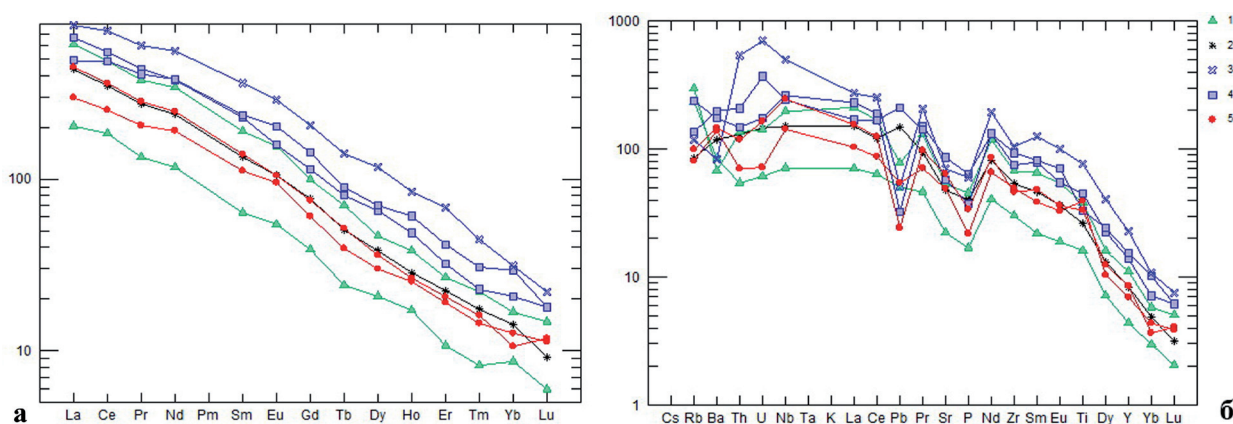 100
10
La Ce Pr Nd Pm Sm Eu Gd Tb Dy Ho Er Tm Yb Lu
а
1000
100
10
1
Cs Rb Ba Th U Nb Ta K La Ce Pb Pr Sr P Nd Zr Sm Eu Ti Dy Y Yb Lu
1
2
3
4
5
б